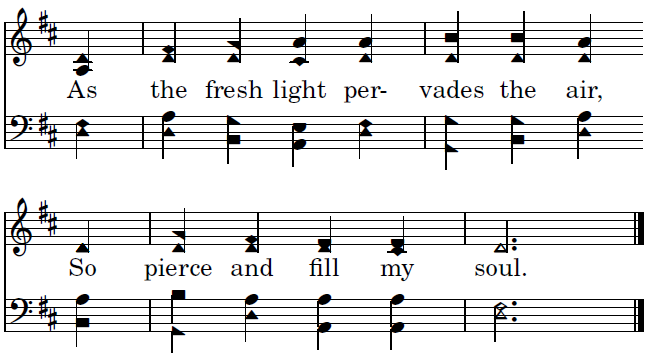 As the fresh light per- vades the air,
So pierce and fill my soul.